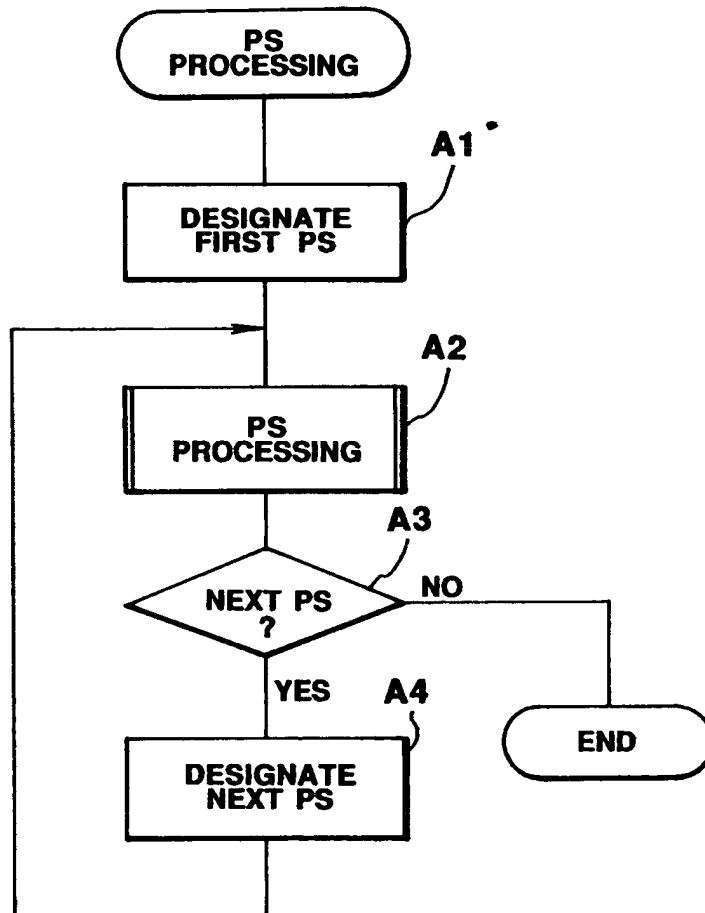 PS
PROCESSING
A1
DESIGNATE
FIRST PS
A2
PS
PROCESSING
A3
NEXT PS
?
NO
YES
A4
END
DESIGNATE
NEXT PS